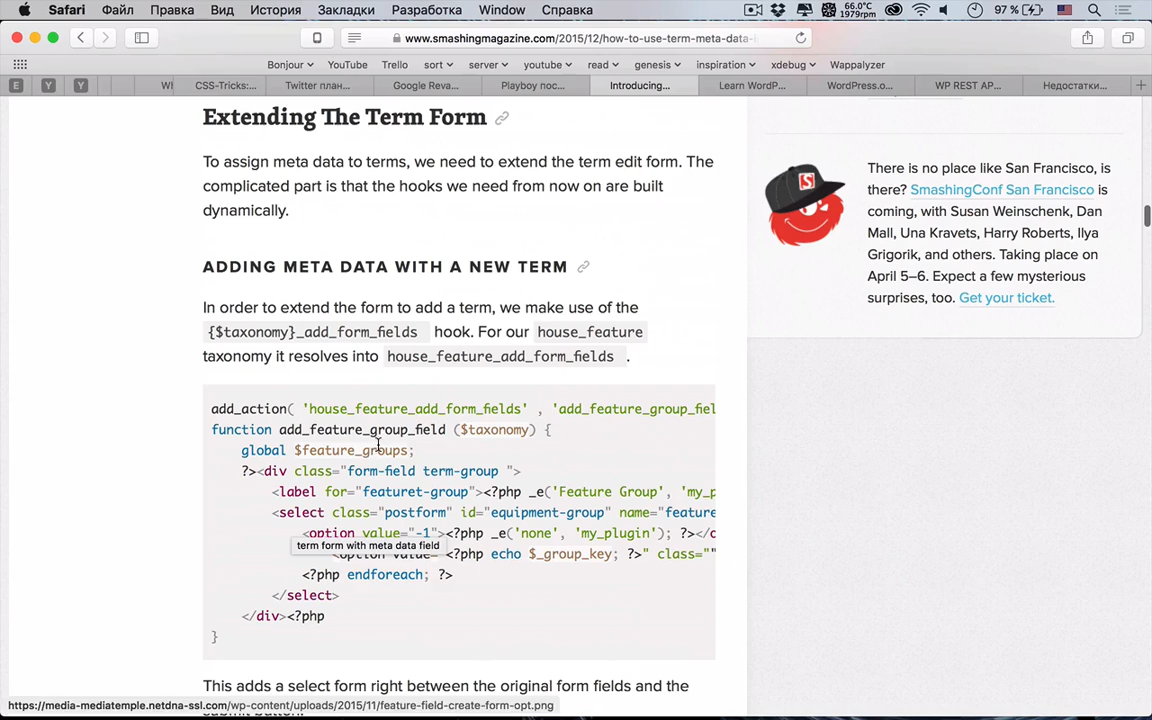 Safari Файл Правка Вид История Закладки Разработка Window Справка 66.0°C 1979rpm 97 %
www.smashingmagazine.com/2015/12/how-to-use-term-meta-data-
Bonjour YouTube Trello sort server youtube read genesis inspiration xdebug Wappalyzer
E Y Y WI CSS-Tricks:... Twitter план... Google Reva... Playboy пос... Introducing... Learn WordP... WordPress.o... WP REST AP... Недостатки...
Extending The Term Form
To assign meta data to terms, we need to extend the term edit form. The
complicated part is that the hooks we need from now on are built
dynamically.
ADDING META DATA WITH A NEW TERM
In order to extend the form to add a term, we make use of the
{$taxonomy}_add_form_fields hook. For our house_feature
taxonomy it resolves into house_feature_add_form_fields .
add_action( 'house_feature_add_form_fields' , 'add_feature_group_fiel
function add_feature_group_field ($taxonomy) {
global $feature_groups;
?><div class="form-field term-group ">
<label for="featuret-group"><?php _e('Feature Group', 'my_p
<select class="postform" id="equipment-group" name="feature
<option value="-1"><?php _e('none', 'my_plugin'); ?></o
term form with meta data field
<option value="<?php echo $_group_key; ?>" class=""
<?php endforeach; ?>
</select>
</div><?php
}
This adds a select form right between the original form fields and the
submit button.
There is no place like San Francisco, is
there? SmashingConf San Francisco is
coming, with Susan Weinschenk, Dan
Mall, Una Kravets, Harry Roberts, Ilya
Grigorik, and others. Taking place on
April 5–6. Expect a few mysterious
surprises, too. Get your ticket.
https://media-mediatemple.netdna-ssl.com/wp-content/uploads/2015/11/feature-field-create-form-opt.png